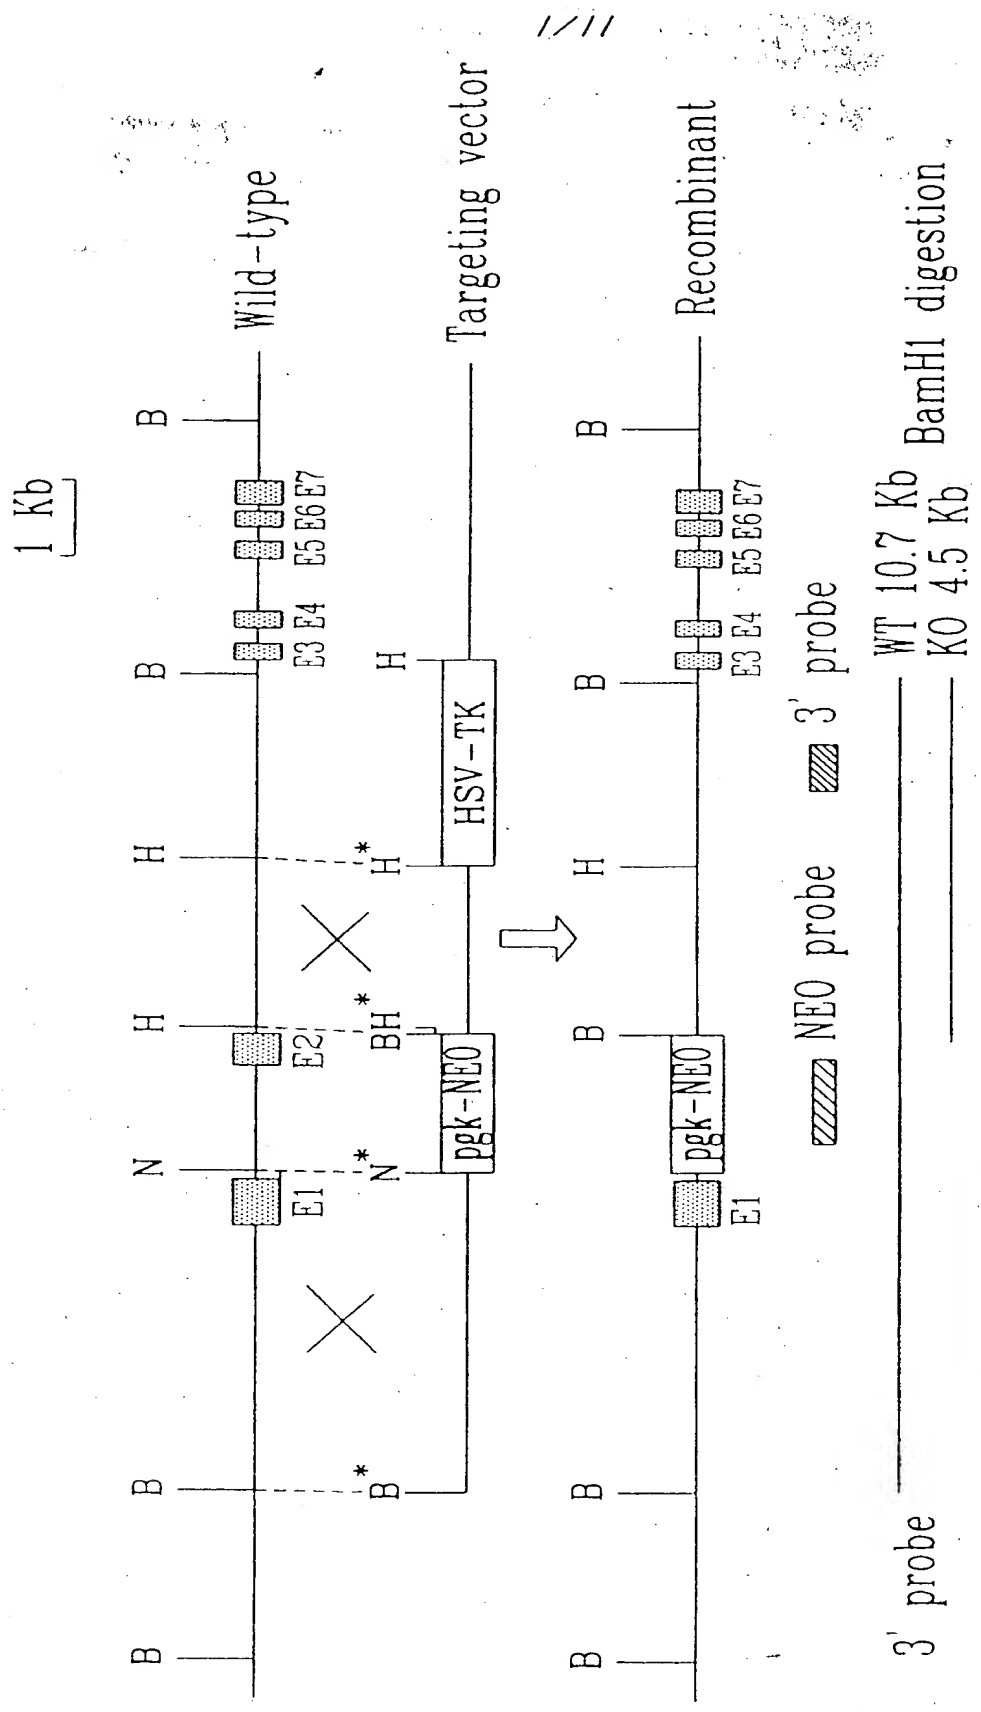 1/11
1 Kb
B B N H H B B
Wild-type
E1 E2 E3 E4 E5 E6 E7
B* N* BH* H* H
pgk-NEO HSV-TK
Targeting vector
B B B H B B
pgk-NEO
Recombinant
E1 E3 E4 E5 E6 E7
NEO probe 3' probe
3' probe WT 10.7 Kb
KO 4.5 Kb
BamH1 digestion